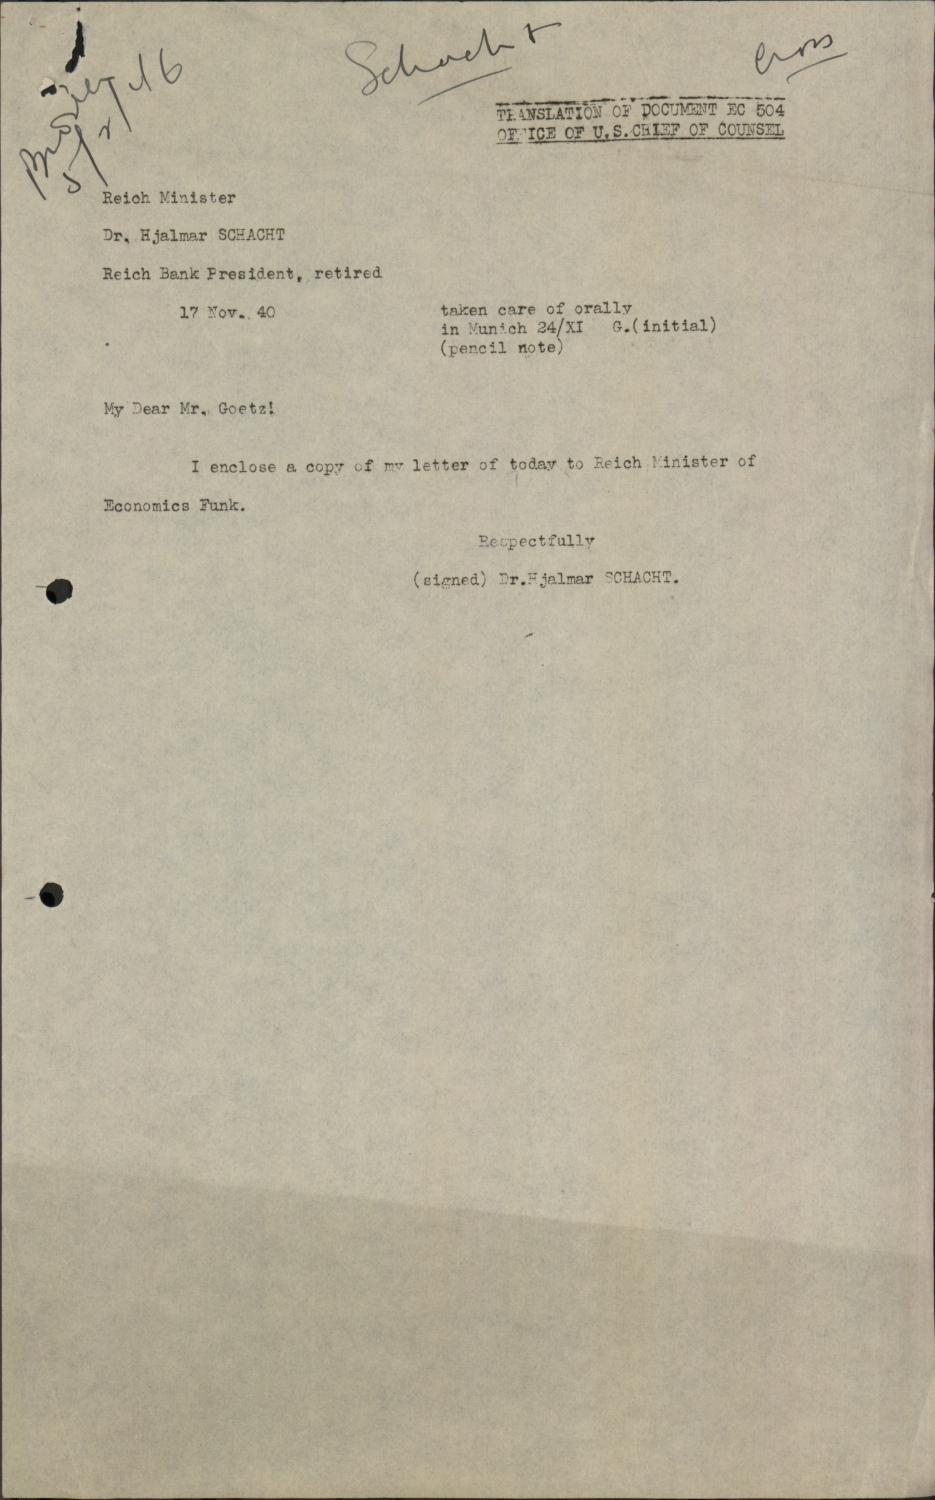 Schacht
Cross
TRANSLATION OF DOCUMENT EC 504
OFFICE OF U.S.CHIEF OF COUNSEL
Reich Minister
Dr. Hjalmar SCHACHT
Reich Bank President, retired
17 Nov. 40
taken care of orally
in Munich 24/XI G.(initial)
(pencil note)
My Dear Mr. Goetz!
I enclose a copy of my letter of today to Reich Minister of
Economics Funk.
Respectfully
(signed) Dr.Hjalmar SCHACHT.